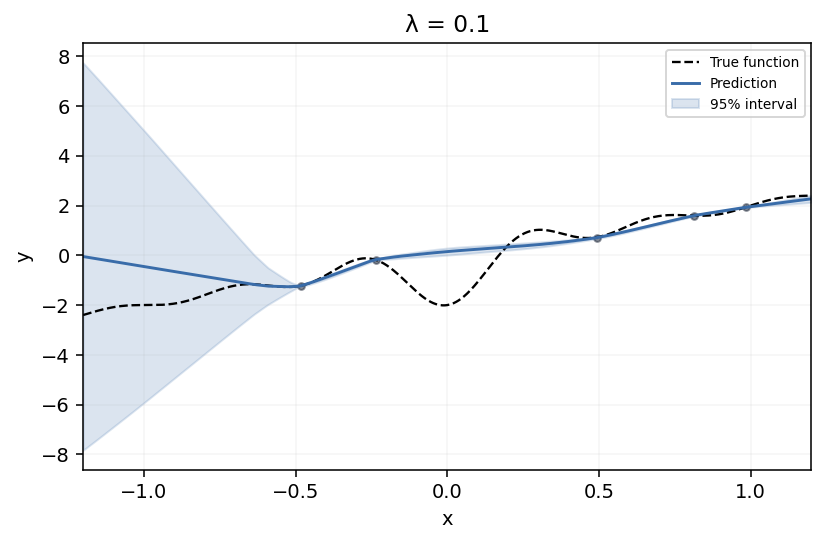 λ = 0.1
8
6
4
2
0
−2
−4
−6
−8
y
True function
Prediction
95% interval
−1.0
−0.5
0.0
0.5
1.0
x